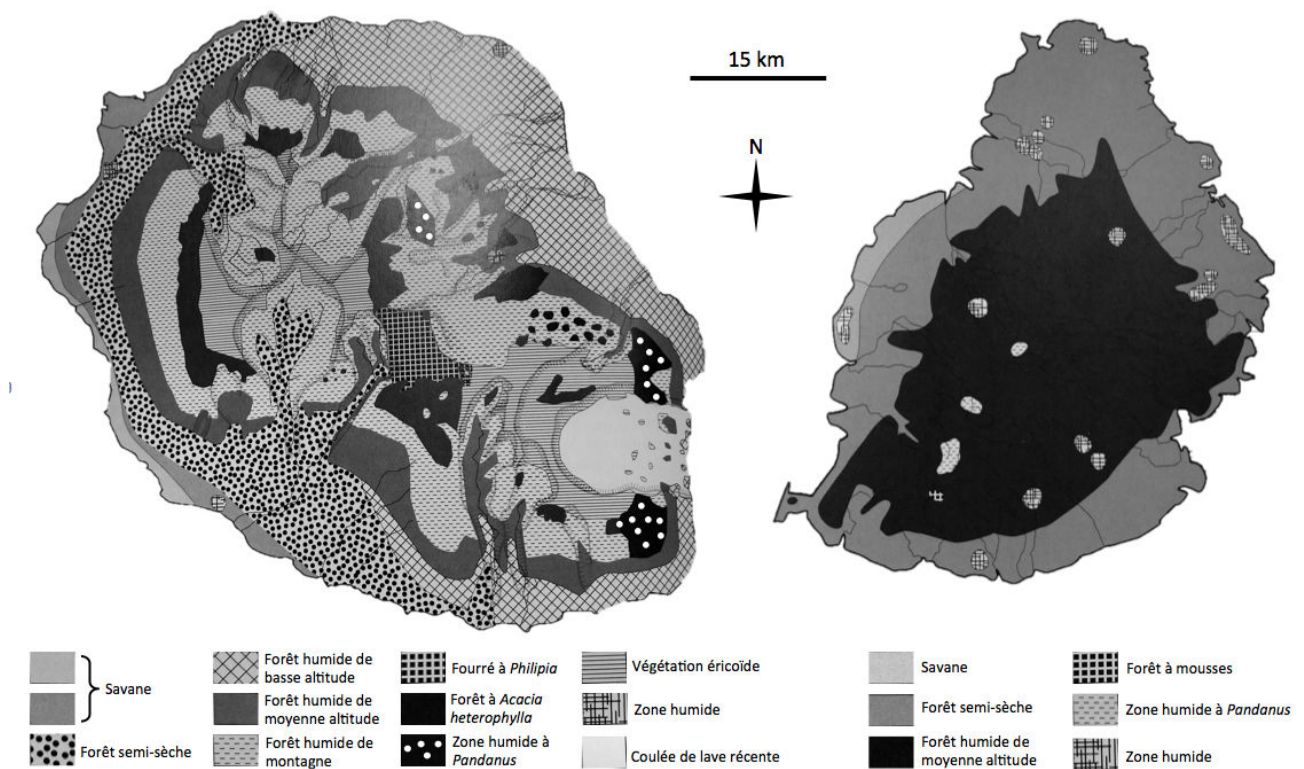 15 km
N
Savane
Forêt semi-sèche
Forêt humide de
basse altitude
Forêt humide de
moyenne altitude
Forêt humide de
montagne
Fourré à Philipia
Forêt à Acacia
heterophylla
Zone humide à
Pandanus
Végétation éricoïde
Zone humide
Coulée de lave récente
Savane
Forêt semi-sèche
Forêt humide de
moyenne altitude
Forêt à mousses
Zone humide à Pandanus
Zone humide